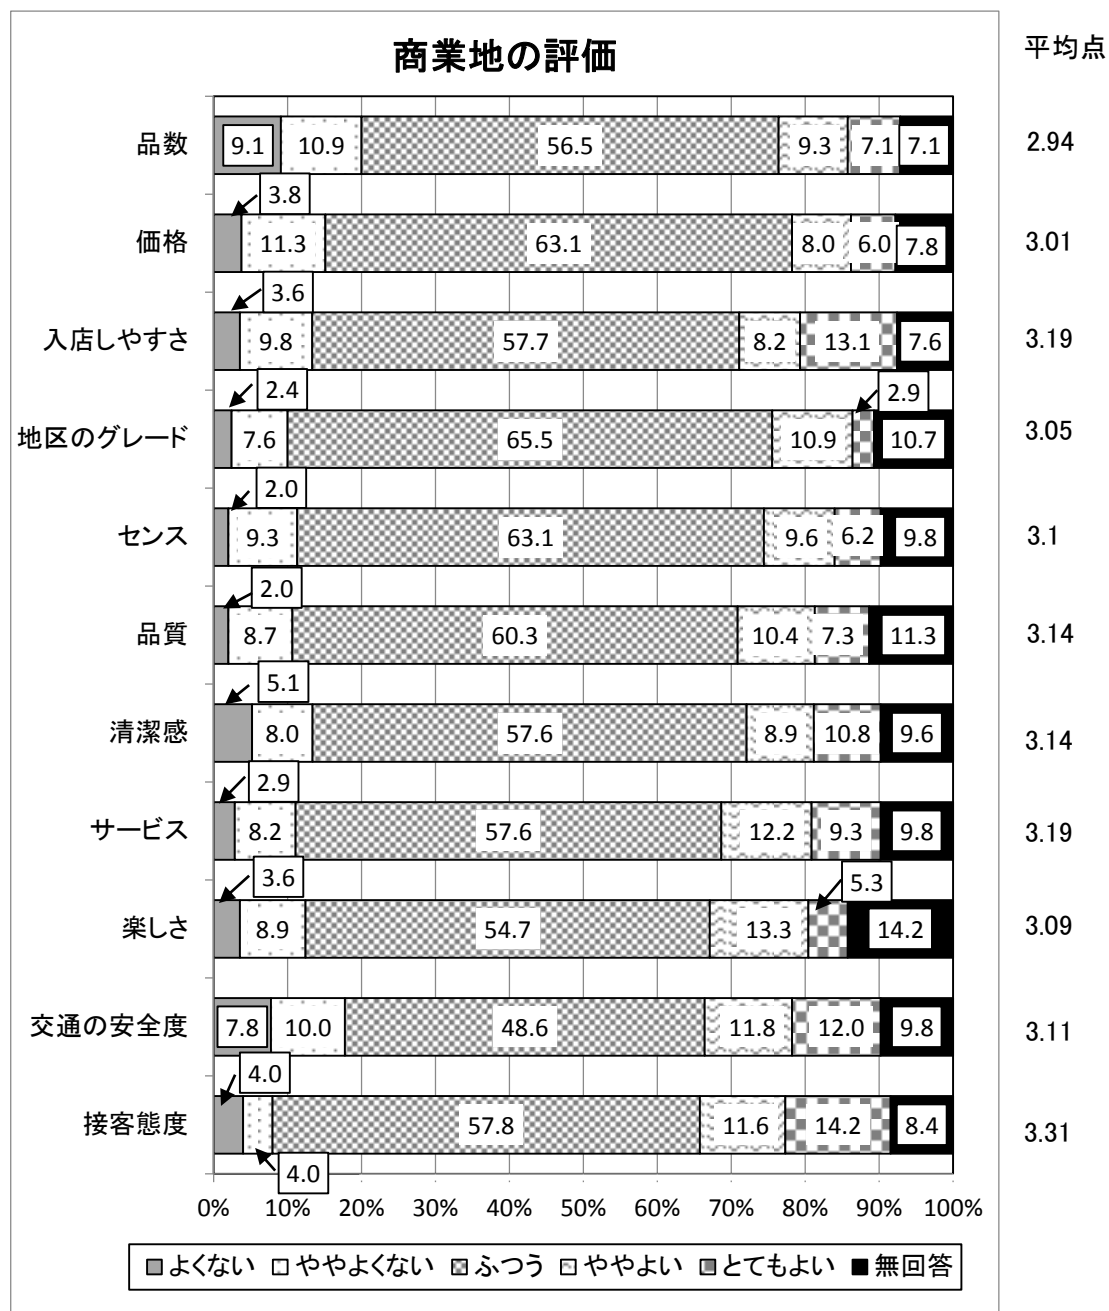 商業地の評価
平均点
品数 9.1 10.9 56.5 9.3 7.1 7.1 2.94
3.8
価格 11.3 63.1 8.0 6.0 7.8 3.01
3.6
入店しやすさ 9.8 57.7 8.2 13.1 7.6 3.19
2.4 2.9
地区のグレード 7.6 65.5 10.9 10.7 3.05
2.0
センス 9.3 63.1 9.6 6.2 9.8 3.1
2.0
品質 8.7 60.3 10.4 7.3 11.3 3.14
5.1
清潔感 8.0 57.6 8.9 10.8 9.6 3.14
2.9
サービス 8.2 57.6 12.2 9.3 9.8 3.19
3.6 5.3
楽しさ 8.9 54.7 13.3 14.2 3.09
交通の安全度 7.8 10.0 48.6 11.8 12.0 9.8 3.11
4.0
接客態度 57.8 11.6 14.2 8.4 3.31
4.0
0% 10% 20% 30% 40% 50% 60% 70% 80% 90% 100%
よくない ややよくない ふつう ややよい とてもよい 無回答